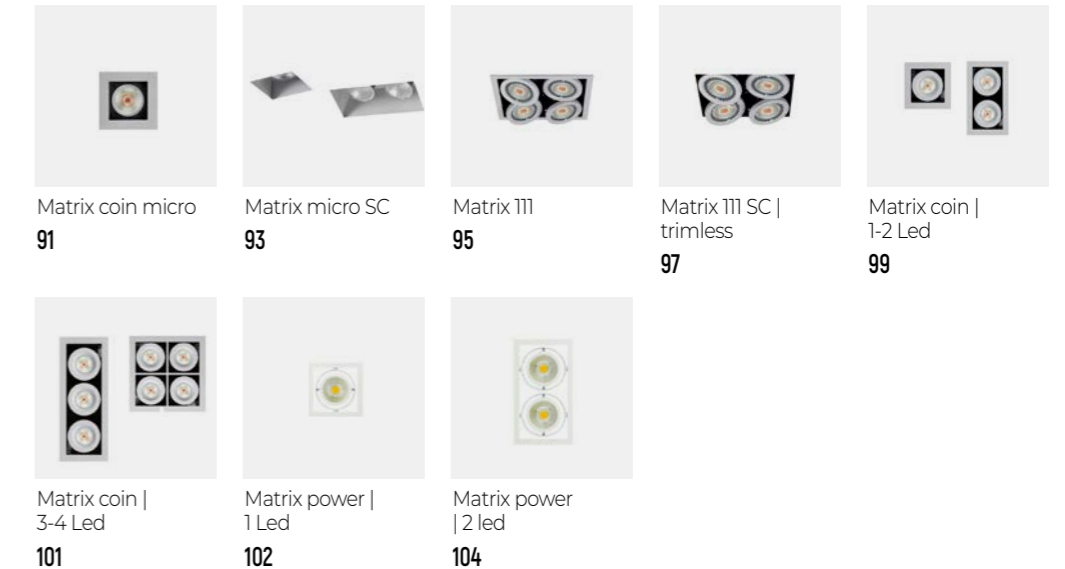 Matrix coin micro
91
Matrix micro SC
93
Matrix 111
95
Matrix 111 SC |
trimless
97
Matrix coin |
1-2 Led
99
Matrix coin |
3-4 Led
101
Matrix power |
1 Led
102
Matrix power
| 2 led
104